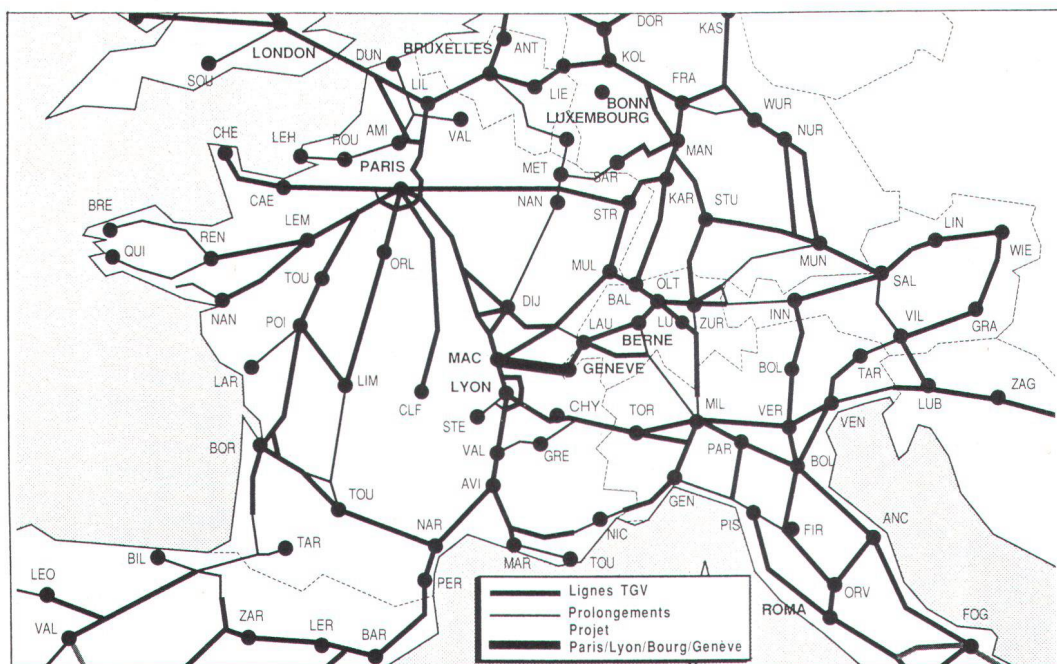 DOR
KAS
LONDON
BRUXELLES
ANT
DUN
KOL
SOU
LIL
LIE
FRA
BONN
LUXEMBOURG
WUR
NUR
VAL
AMI
ROU
LEH
CHE
MAN
MET
SAR
PARIS
CAE
NAN
STR
KAR
STU
BRE
LEM
REN
QUI
LIN
WIE
MUN
ORL
TOU
MUL
BAL
OLT
SAL
NAN
DIJ
ZUR
INN
POI
LAU
LU
BERNE
VIL
GRA
MAC
GENEVE
LAR
LIM
CLF
LYON
BOL
TAR
LUB
ZAG
CHY
STE
TOR
MIL
VER
VEN
BOR
VAL
GRE
PAR
BOL
AVI
GEN
TOU
NAR
NIC
PIS
FIR
ANC
BIL
TAR
MAR
TOU
LEO
PER
ORV
ROMA
VAL
ZAR
LER
BAR
FOG
Lignes TGV
Prolongements
Projet
Paris/Lyon/Bourg/Genève